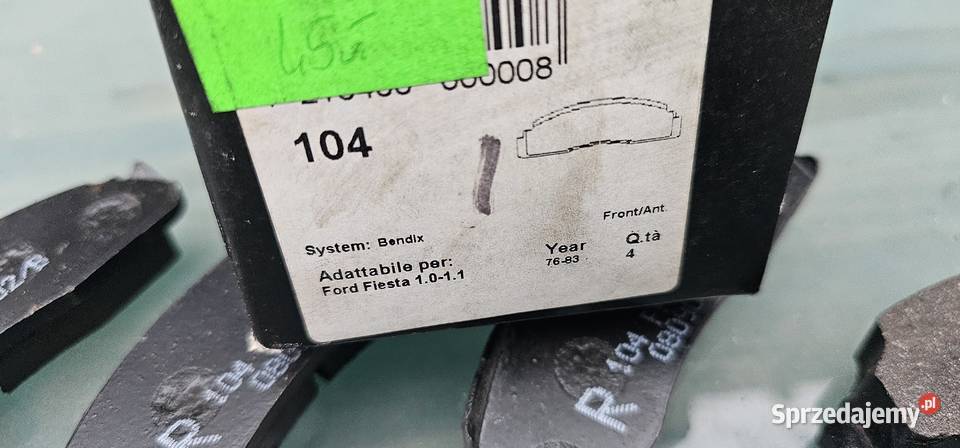 45zł
000008
104
Front/Ant.
System: Bendix
Year
Q.tà
Adattabile per:
76-83
4
Ford Fiesta 1.0-1.1
R 104
R 104
Sprzedajemy.pl